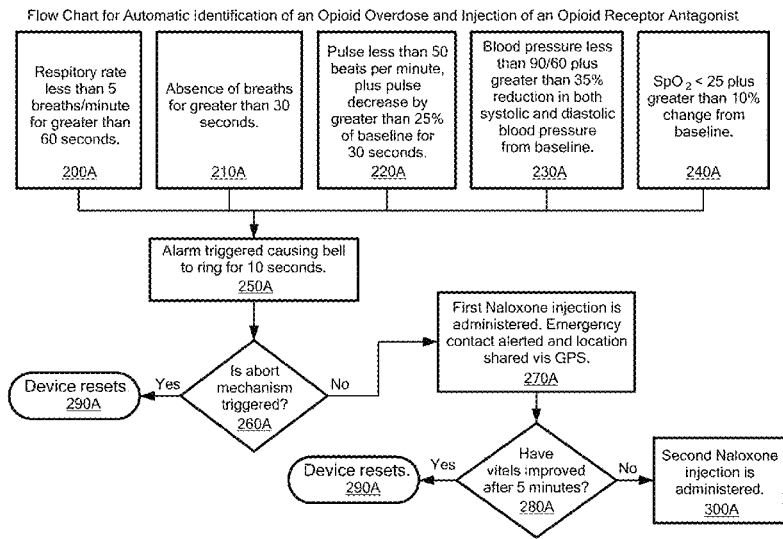 Flow Chart for Automatic identification of an Opioid Overdose and Injection of an Opioid Receptor Antagonist
Respitory rate
less than 5
breaths/minute
for greater than
60 seconds.
200A
Absence of breaths
for greater than 30
seconds.
210A
Pulse less than 50
beats per minute,
plus pulse
decrease by
greater than 25%
of baseline for
30 seconds.
220A
Blood pressure less
than 90/60 plus
greater than 35%
reduction in both
systolic and diastolic
blood pressure
from baseline.
230A
SpO2 < 25 plus
greater than 10%
change from
baseline.
240A
Alarm triggered causing bell
to ring for 10 seconds.
250A
Is abort
mechanism
triggered?
260A
Yes
No
Device resets
290A
First Naloxone injection is
administered. Emergency
contact alerted and location
shared vis GPS.
270A
Have
vitals improved
after 5 minutes?
280A
Yes
No
Device resets.
290A
Second Naloxone
injection is
administered.
300A